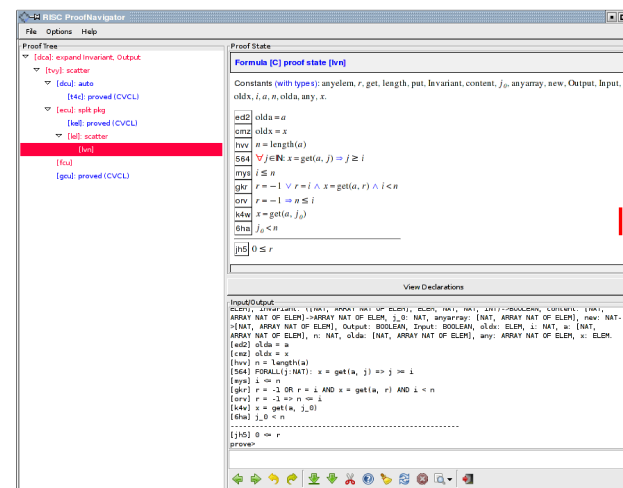 RISC ProofNavigator
File Options Help
Proof Tree
[dca]: expand Invariant, Output
[tvy]: scatter
[dcu]: auto
[t4c]: proved (CVCL)
[ecu]: split pkg
[kel]: proved (CVCL)
[lel]: scatter
[lvn]
[fcu]
[gcu]: proved (CVCL)
Proof State
Formula [C] proof state [lvn]
Constants (with types): anyelem, r, get, length, put, Invariant, content, j₀, anyarray, new, Output, Input,
oldx, i, a, n, olda, any, x.
ed2 olda = a
cmz oldx = x
hvv n = length(a)
564 ∀j∈ℕ: x = get(a, j) ⇒ j ≥ i
mys i ≤ n
gkr r = −1 ∨ r = i ∧ x = get(a, r) ∧ i < n
orv r = −1 ⇒ n ≤ i
k4w x = get(a, j₀)
6ha j₀ < n
jh5 0 ≤ r
View Declarations
Input/Output
ELEM], Invariant: ([NAT, ARRAY NAT OF ELEM], ELEM, NAT, NAT, INT)->BOOLEAN, content: [NAT,
ARRAY NAT OF ELEM]->ARRAY NAT OF ELEM, j_0: NAT, anyarray: [NAT, ARRAY NAT OF ELEM], new: NAT-
>[NAT, ARRAY NAT OF ELEM], Output: BOOLEAN, Input: BOOLEAN, oldx: ELEM, i: NAT, a: [NAT,
ARRAY NAT OF ELEM], n: NAT, olda: [NAT, ARRAY NAT OF ELEM], any: ARRAY NAT OF ELEM, x: ELEM.
[ed2] olda = a
[cmz] oldx = x
[hvv] n = length(a)
[564] FORALL(j:NAT): x = get(a, j) => j >= i
[mys] i <= n
[gkr] r = -1 OR r = i AND x = get(a, r) AND i < n
[orv] r = -1 => n <= i
[k4w] x = get(a, j_0)
[6ha] j_0 < n
-----------------------------------------------------------
[jh5] 0 <= r
prove>